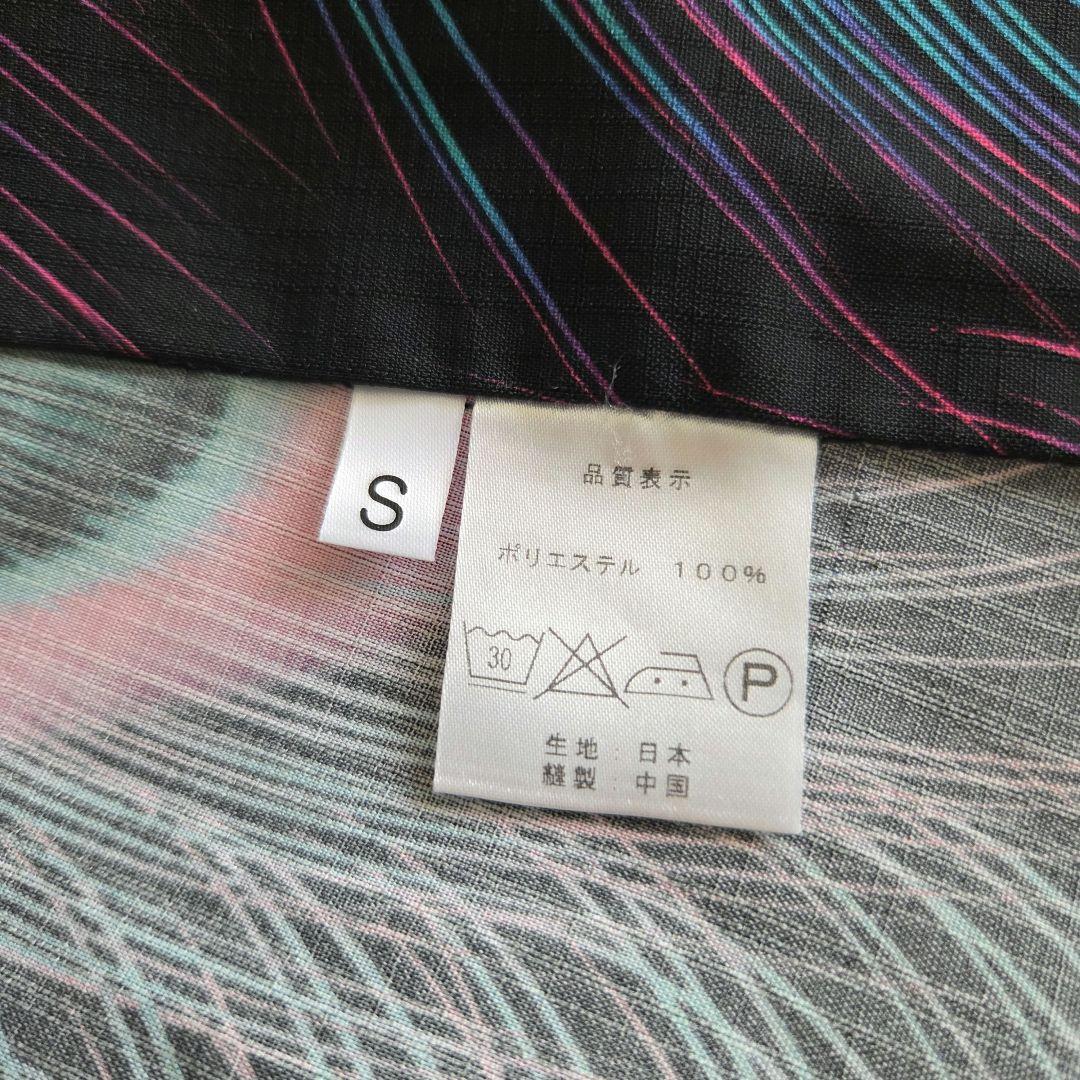 S
品質表示
ポリエステル 100%
30
P
生地:日本
縫製:中国